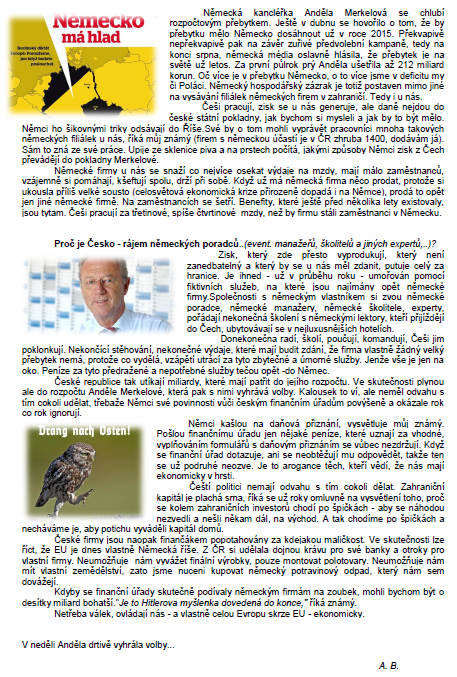 Německo
má hlad
Německá kancléřka Anděla Merkelová se chlubí
rozpočtovým přebytkem. Ještě v dubnu se hovořilo o tom, že by
přebytku mělo Německo dosáhnout už v roce 2015. Překvapivě
nepřekvapivě pak na závěr zuřivé předvolební kampaně, tedy na
konci srpna, německá média oslavně hlásila, že přebytek je na
světě už letos. Za první půlrok prý Anděla ušetřila až 212 miliard
korun. Oč více je v přebytku Německo, o to více jsme v deficitu my
či Poláci. Německý hospodářský zázrak je totiž postaven mimo jiné
na vysávání filiálek německých firem v zahraničí. Tedy i u nás.
Češi pracují, zisk se u nás generuje, ale daně nejdou do
české státní pokladny, jak bychom si mysleli a jak by to být mělo.
Němci ho šikovnými triky odsávají do Říše.Své by o tom mohli vyprávět pracovníci mnoha takových
německých filiálek u nás, říká můj známý (firem s německou účastí je v ČR zhruba 1400, dodávám já).
Sám to zná ze své práce. Upije ze sklenice piva a na prstech počítá, jakými způsoby Němci zisk z Čech
převádějí do pokladny Merkelové.
Německé firmy u nás se snaží co nejvíce osekat výdaje na mzdy, mají málo zaměstnanců,
vzájemně si pomáhají, kšeftují spolu, drží při sobě. Když už má německá firma něco prodat, protože si
ukousla příliš velké sousto (celosvětová ekonomická krize přirozeně dopadá i na Němce), prodá to opět
jen jiné německé firmě. Na zaměstnancích se šetří. Benefity, které ještě před několika lety existovaly,
jsou tytam. Češi pracují za třetinové, spíše čtvrtinové mzdy, než by firmu stáli zaměstnanci v Německu.
Proč je Česko - rájem německých poradců..(event. manažerů, školitelů a jiných expertů,..)?
Zisk, který zde přesto vyprodukují, který není
zanedbatelný a který by se u nás měl zdanit, putuje celý za
hranice. Je ihned - už v průběhu roku - umořován pomocí
fiktivních služeb, na které jsou najímány opět německé
firmy.Společnosti s německým vlastníkem si zvou německé
poradce, německé manažery, německé školitele, experty,
pořádají nekonečná školení s německými lektory, kteří přijíždějí
do Čech, ubytovávají se v nejluxusnějších hotelích.
Donekonečna radí, školí, poučují, komandují, Češi jim
poklonkují. Nekončící stěhování, nekonečné výdaje, které mají budit zdání, že firma vlastně žádný velký
přebytek nemá, protože co vydělá, vzápětí utrácí za tyto zbytečné a úmorné služby. Jenže vše je jen na
oko. Peníze za tyto předražené a nepotřebné služby tečou opět -do Němec.
České republice tak utíkají miliardy, které mají patřit do jejího rozpočtu. Ve skutečnosti plynou
ale do rozpočtu Anděle Merkelové, která pak s nimi vyhrává volby. Kalousek to ví, ale neměl odvahu s
tím cokoli udělat, třebaže Němci své povinnosti vůči českým finančním úřadům povýšeně a okázale rok
co rok ignorují.
Drang nach Osten!
Němci kašlou na daňová přiznání, vysvětluje můj známý.
Pošlou finančnímu úřadu jen nějaké peníze, které uznají za vhodné,
vyplňováním formulářů s daňovým přiznáním se vůbec nezdržují. Když
se finanční úřad dotazuje, ani se neobtěžují mu odpovědět, takže ten
se už podruhé neozve. Je to arogance těch, kteří vědí, že nás mají
ekonomicky v hrsti.
Čeští politici nemají odvahu s tím cokoli dělat. Zahraniční
kapitál je plachá srna, říká se už roky omluvně na vysvětlení toho, proč
se kolem zahraničních investorů chodí po špičkách - aby se náhodou
nezvedli a nešli někam dál, na východ. A tak chodíme po špičkách a
necháváme je, aby potichu vyváděli kapitál domů.
České firmy jsou naopak financákem popotahovány za kdejakou maličkost. Ve skutečnosti lze
říct, že EU je dnes vlastně Německá říše. Z ČR si udělala dojnou krávu pro své banky a otroky pro
vlastní firmy. Neumožňuje nám vyvážet finální výrobky, pouze montovat polotovary. Neumožňuje nám
mít vlastní zemědělství, zato jsme nuceni kupovat německý potravinový odpad, který nám sem
dovážejí.
Kdyby se finanční úřady skutečně podívaly německým firmám na zoubek, mohli bychom být o
desítky miliard bohatší."Je to Hitlerova myšlenka dovedená do konce," říká známý.
Netřeba válek, ovládají nás - a vlastně celou Evropu skrze EU - ekonomicky.
V neděli Anděla drtivě vyhrála volby...
A. B.